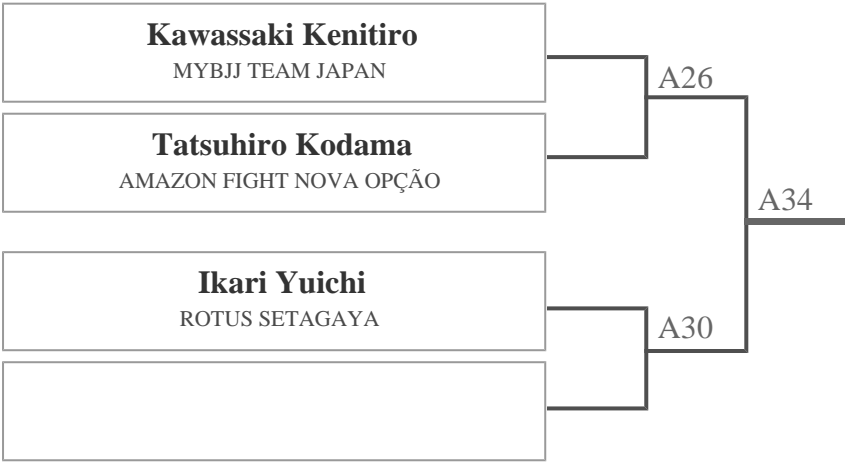 Kawassaki Kenitiro
MYBJJ TEAM JAPAN
A26
Tatsuhiro Kodama
AMAZON FIGHT NOVA OPÇÃO
A34
Ikari Yuichi
ROTUS SETAGAYA
A30